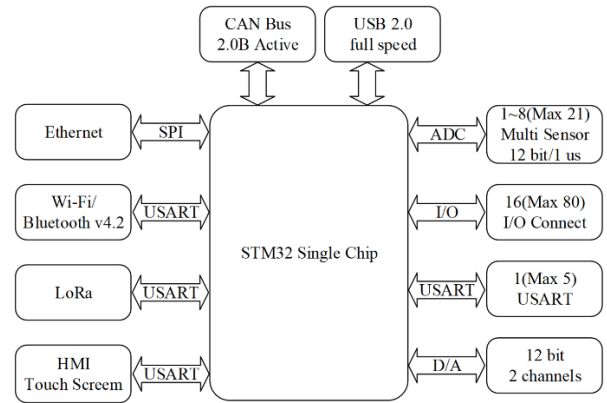 CAN Bus
2.0B Active
USB 2.0
full speed
Ethernet
SPI
Wi-Fi/
Bluetooth v4.2
USART
LoRa
USART
HMI
Touch Screem
USART
STM32 Single Chip
ADC
1~8(Max 21)
Multi Sensor
12 bit/1 us
I/O
16(Max 80)
I/O Connect
USART
1(Max 5)
USART
D/A
12 bit
2 channels